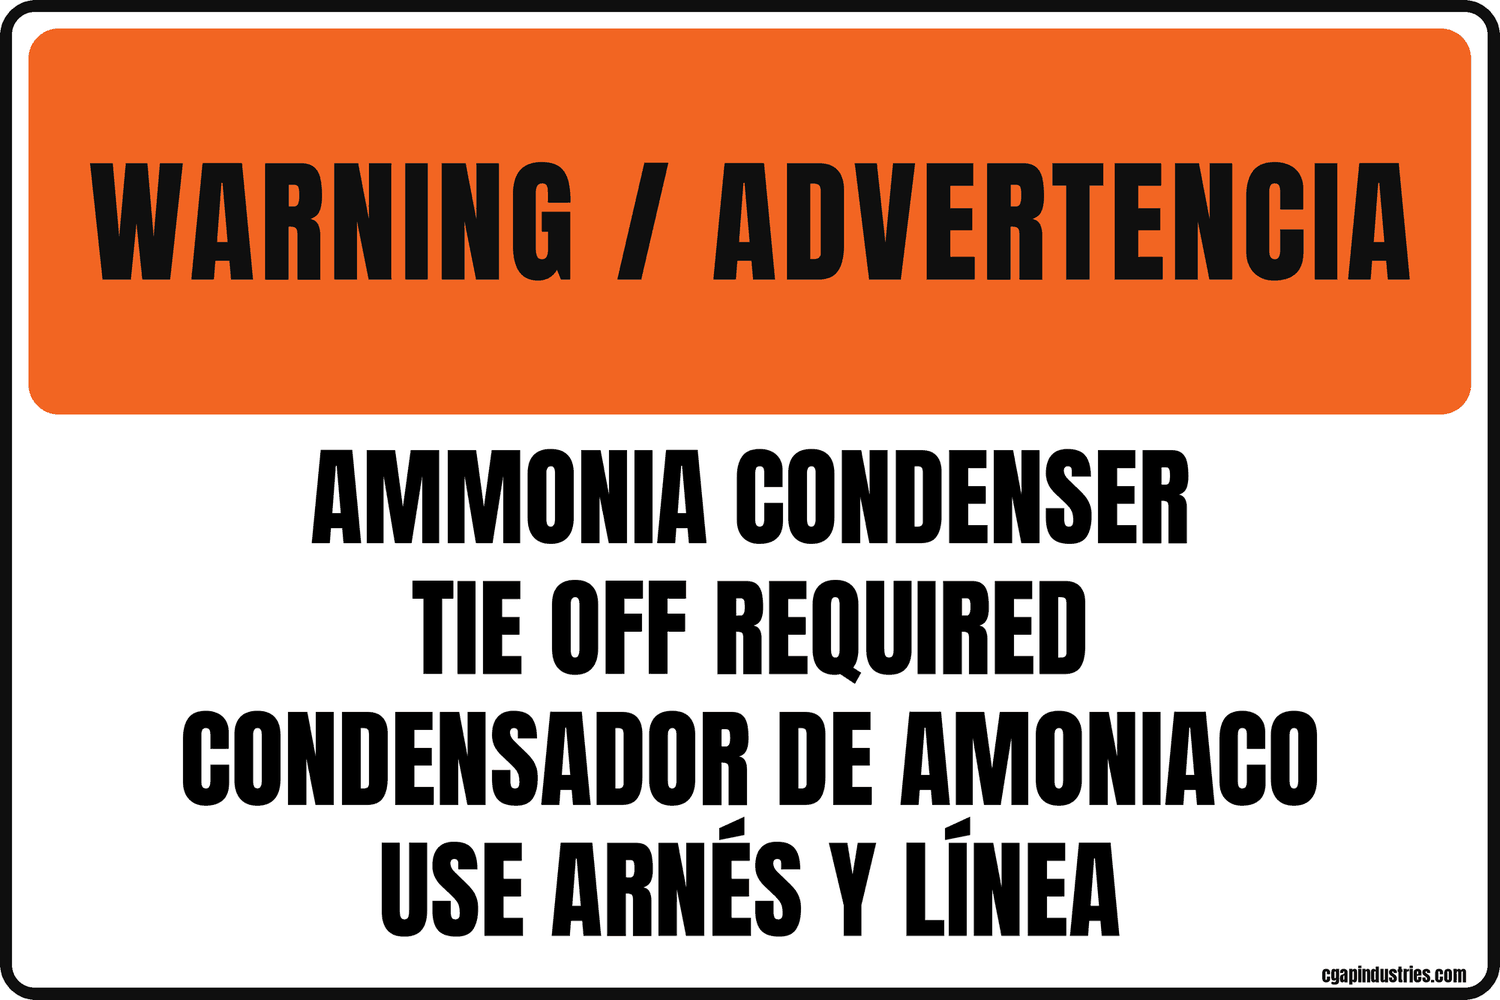 WARNING / ADVERTENCIA
AMMONIA CONDENSER
TIE OFF REQUIRED
CONDENSADOR DE AMONIACO
USE ARNÉS Y LÍNEA
cgapindustries.com